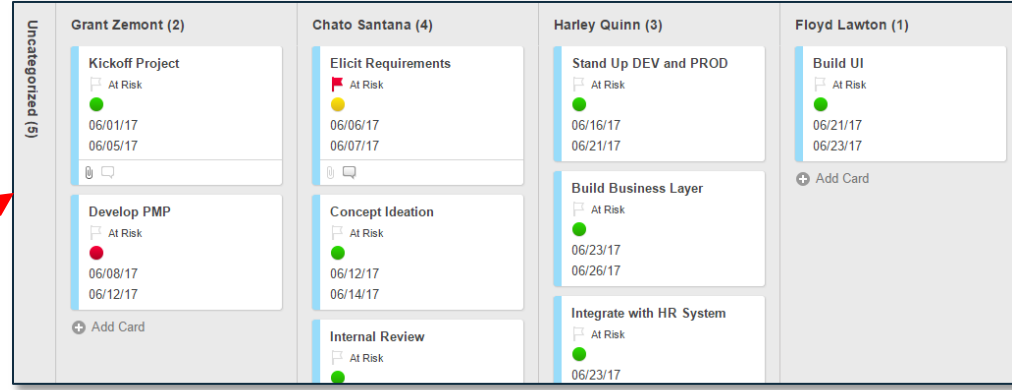 Uncategorized (5)
Grant Zemont (2)
Kickoff Project
At Risk
06/01/17
06/05/17
Develop PMP
At Risk
06/08/17
06/12/17
Add Card
Chato Santana (4)
Elicit Requirements
At Risk
06/06/17
06/07/17
Concept Ideation
At Risk
06/12/17
06/14/17
Internal Review
At Risk
Harley Quinn (3)
Stand Up DEV and PROD
At Risk
06/16/17
06/21/17
Build Business Layer
At Risk
06/23/17
06/26/17
Integrate with HR System
At Risk
06/23/17
Floyd Lawton (1)
Build UI
At Risk
06/21/17
06/23/17
Add Card